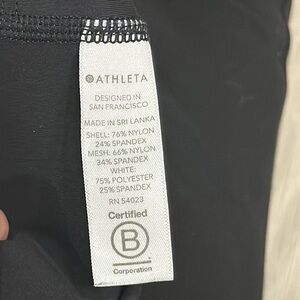 ATHLETA
DESIGNED IN
SAN FRANCISCO
MADE IN SRI LANKA
SHELL: 76% NYLON
24% SPANDEX
MESH: 66% NYLON
34% SPANDEX
WHITE:
75% POLYESTER
25% SPANDEX
RN 54023
Certified
B
Corporation